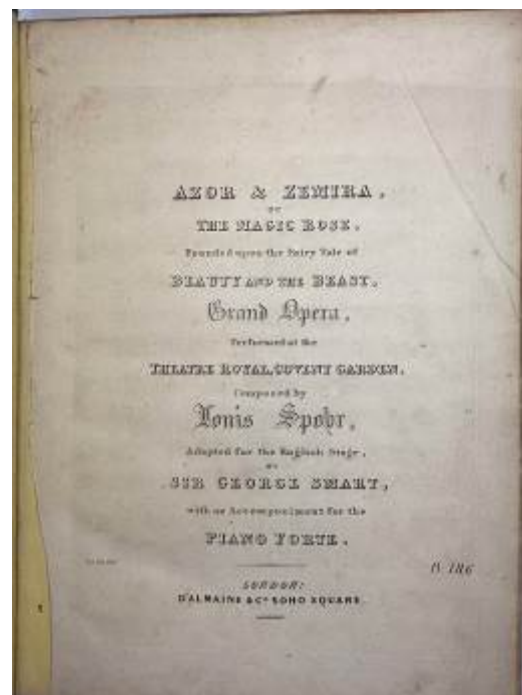 AZOR & ZEMIRA,
OR
THE MAGIC ROSE,
Founded upon the Fairy Tale of
BEAUTY AND THE BEAST,
Grand Opera,
Performed at the
THEATRE ROYAL, COVENT GARDEN.
Composed by
Louis Spohr,
Adapted for the English Stage,
BY
SIR GEORGE SMART,
with an Accompaniment for the
PIANO FORTE.
LONDON:
D'ALMAINE & Co. SOHO SQUARE.